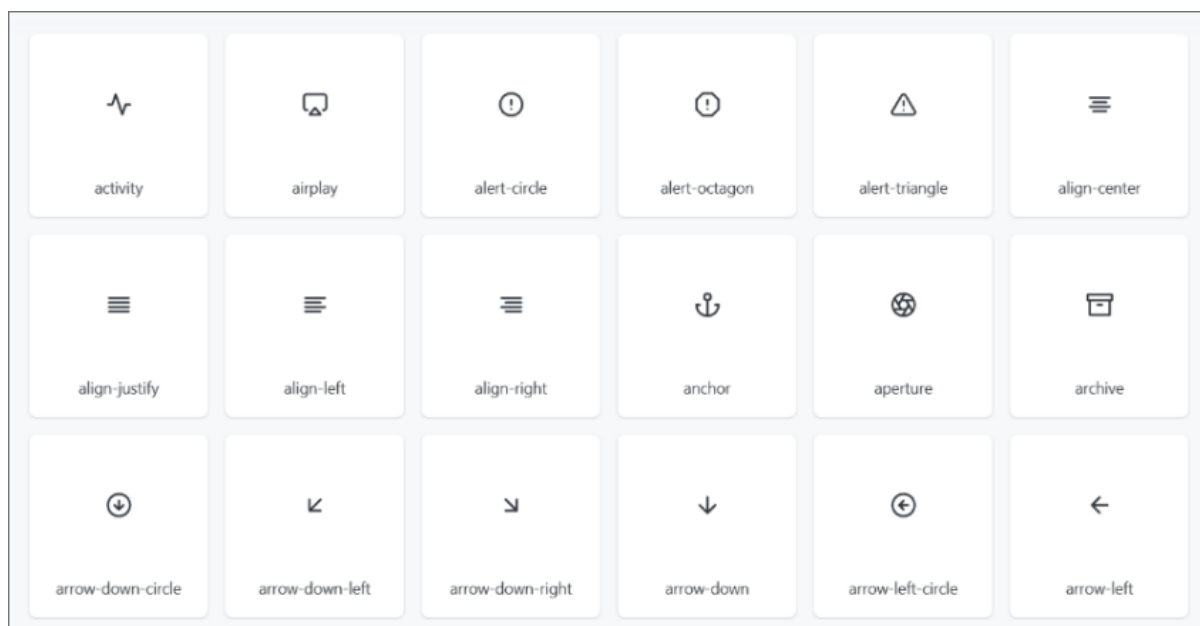 activity airplay alert-circle alert-octagon alert-triangle align-center
align-justify align-left align-right anchor aperture archive
arrow-down-circle arrow-down-left arrow-down-right arrow-down arrow-left-circle arrow-left